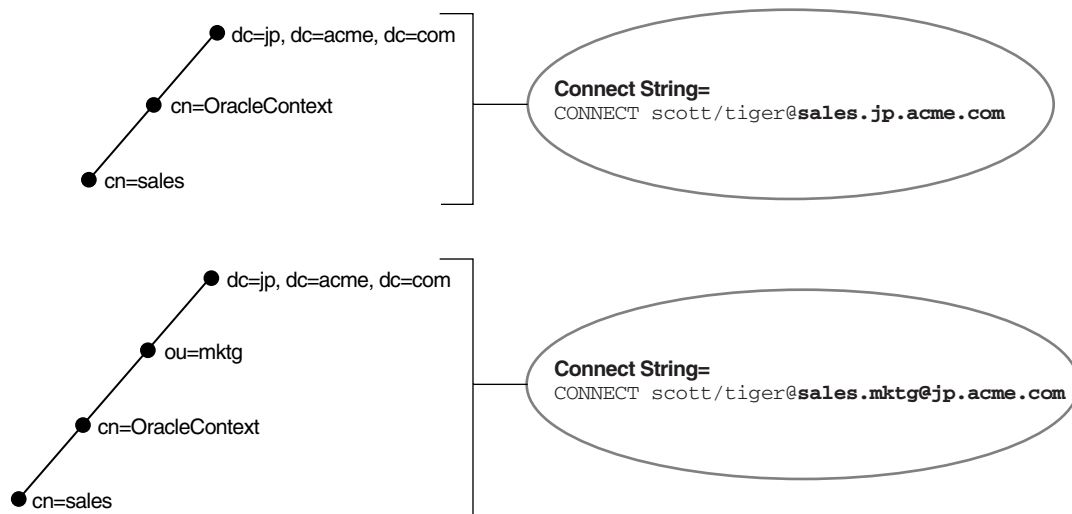 dc=jp, dc=acme, dc=com
cn=OracleContext
cn=sales
Connect String=
CONNECT scott/tiger@sales.jp.acme.com
dc=jp, dc=acme, dc=com
ou=mktg
cn=OracleContext
cn=sales
Connect String=
CONNECT scott/tiger@sales.mktg@jp.acme.com